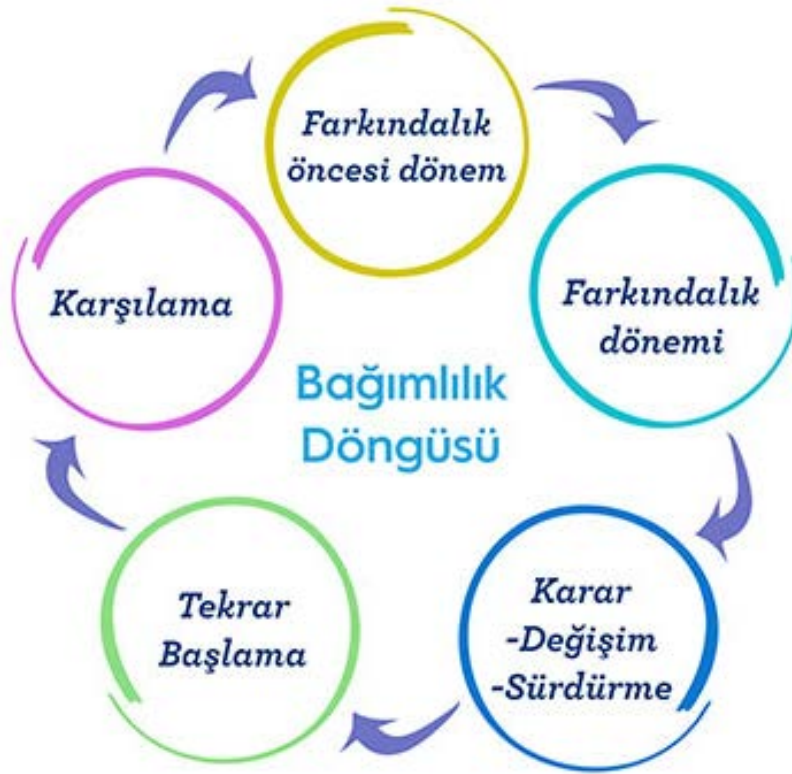 Farkındalık
öncesi dönem
Farkındalık
dönemi
Karar
-Değişim
-Sürdürme
Tekrar
Başlama
Karşılama
Bağımlılık
Döngüsü